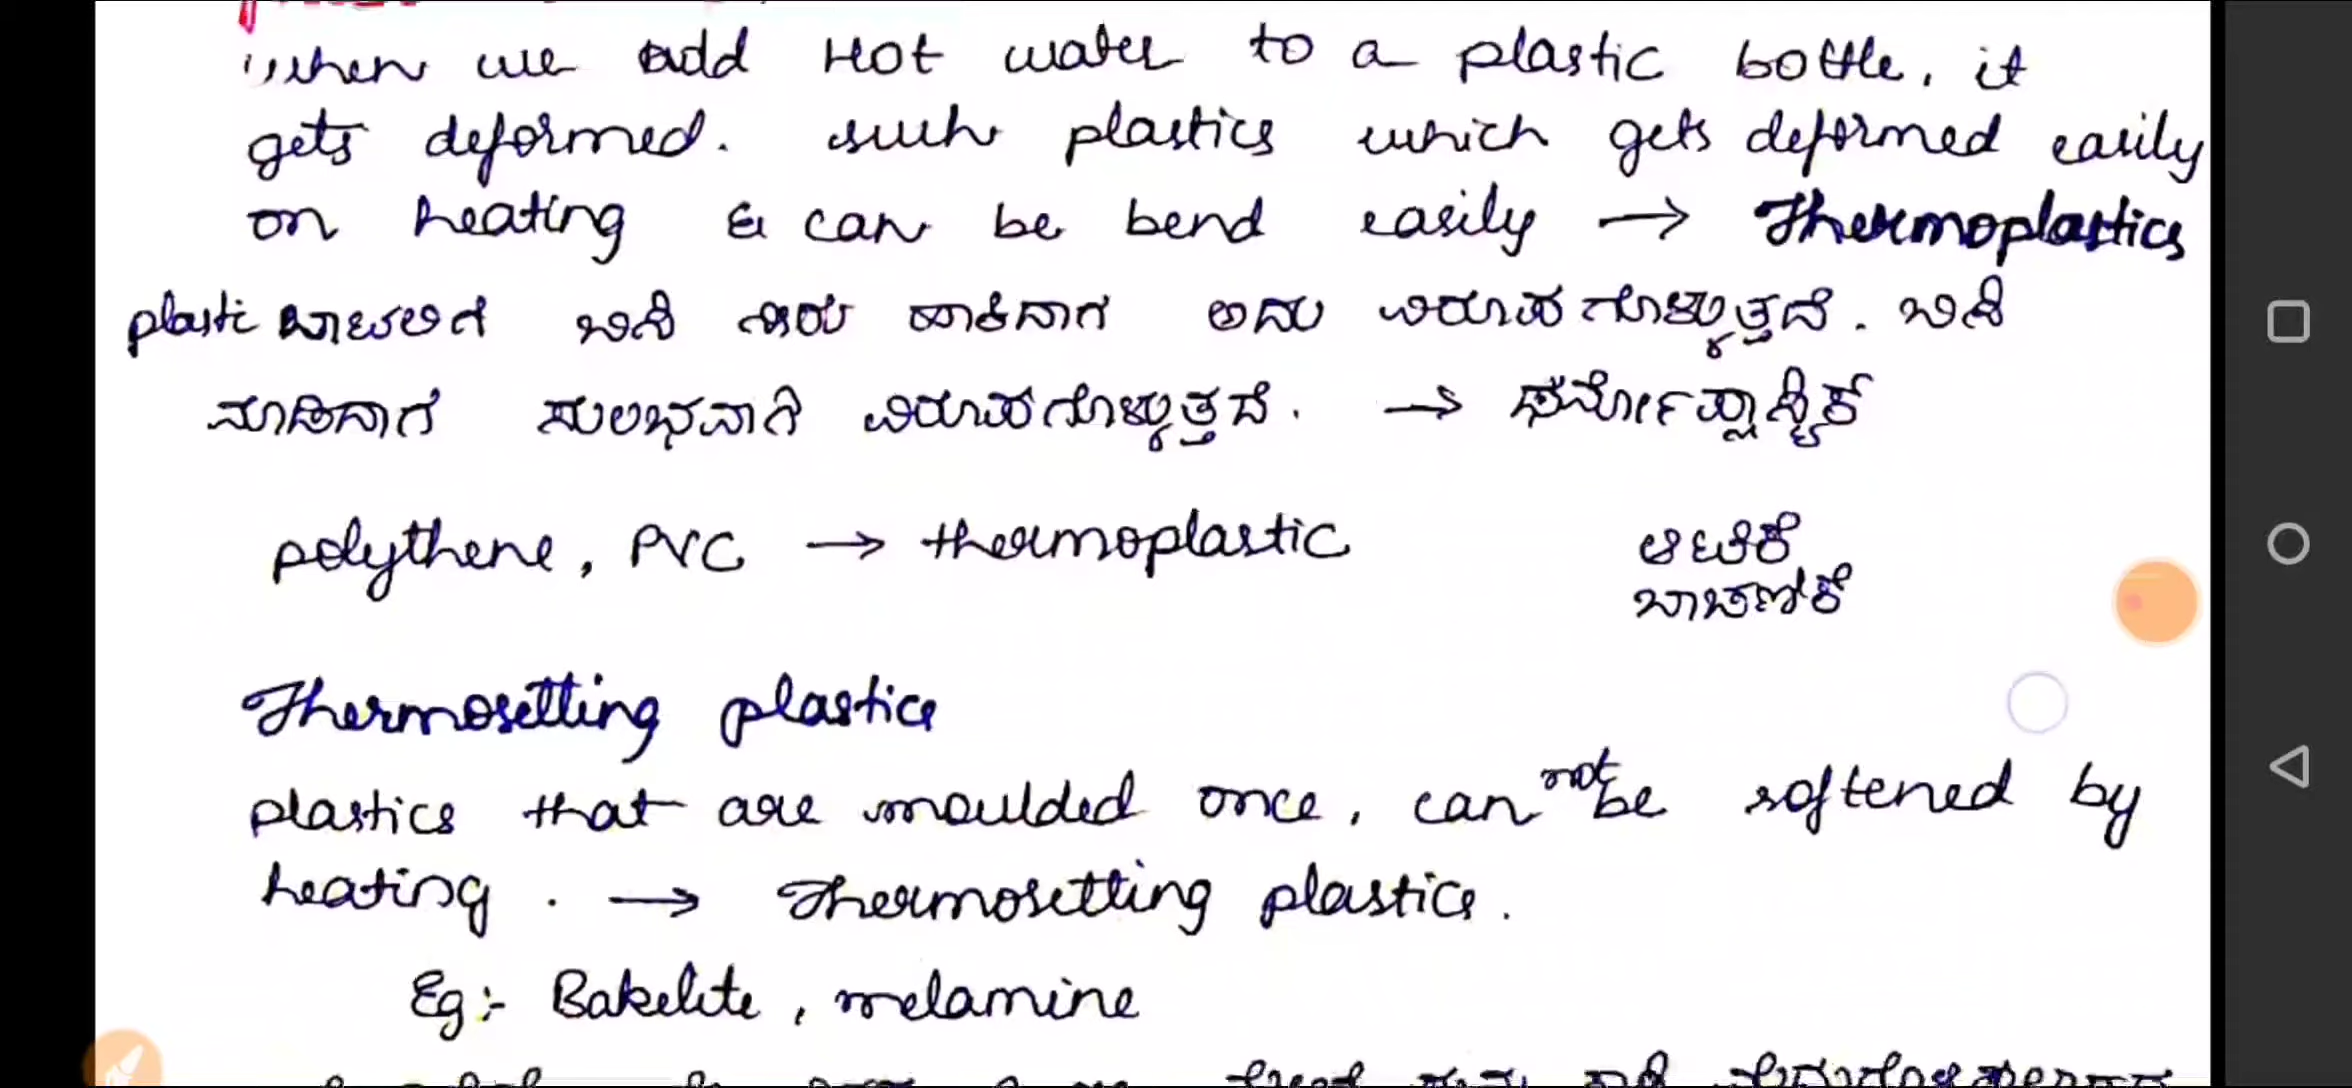 when we add Hot water to a plastic bottle, it
gets deformed. such plastics which gets deformed easily
on heating & can be bend easily → Thermoplastics
plastic ಬಾಟಲಿಗೆ ಬಿಸಿ ನೀರು ಹಾಕಿದಾಗ ಅದು ವಿರೂಪಗೊಳ್ಳುತ್ತದೆ. ಬಿಸಿ
ಮಾಡಿದಾಗ ಸುಲಭವಾಗಿ ವಿರೂಪಗೊಳ್ಳುತ್ತದೆ. → ಥರ್ಮೋಪ್ಲಾಸ್ಟಿಕ್
polythene, PVC → thermoplastic
ಆಟಿಕೆ
ಬಾಚಣಿಕೆ
Thermosetting plastics
plastics that are moulded once, can not be softened by
heating. → Thermosetting plastics.
Eg:- Bakelite, melamine